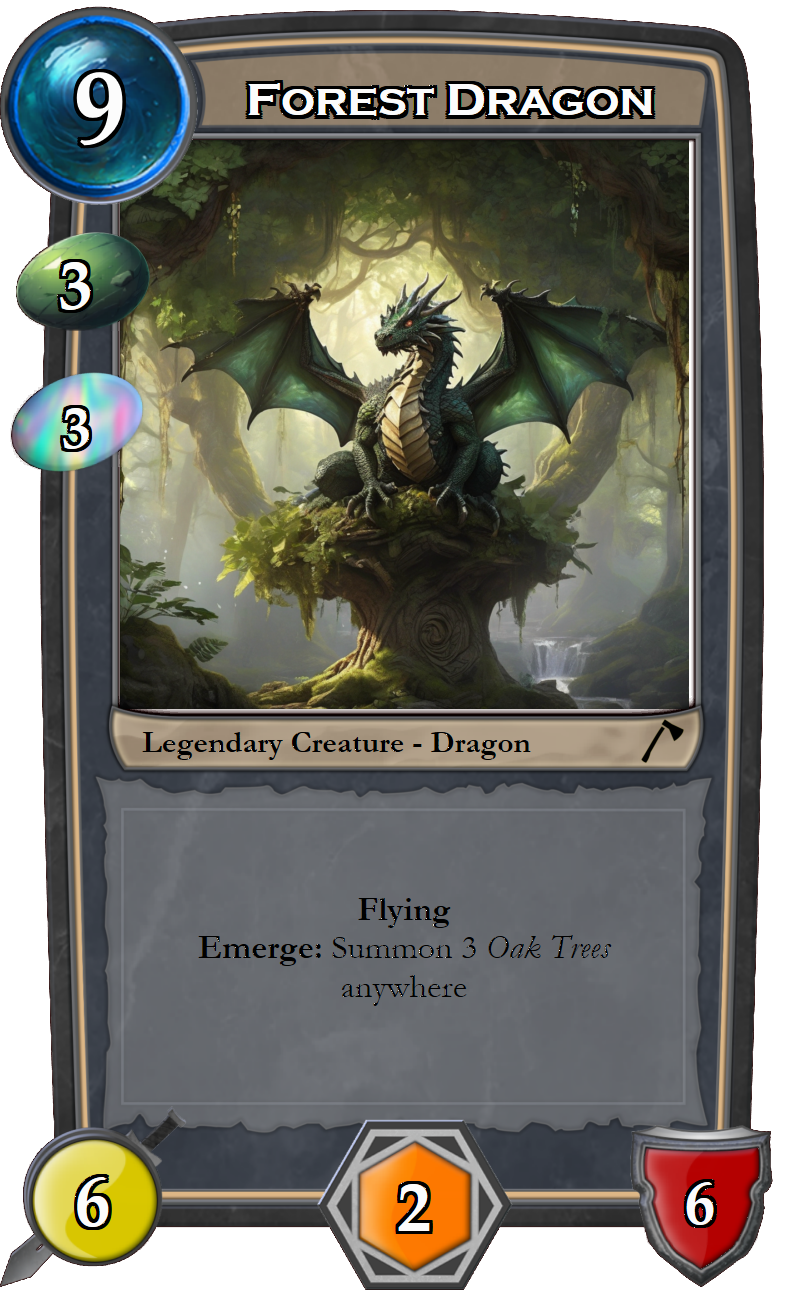 9
Forest Dragon
3
3
Legendary Creature - Dragon
Flying
Emerge: Summon 3 Oak Trees
anywhere
6
2
6